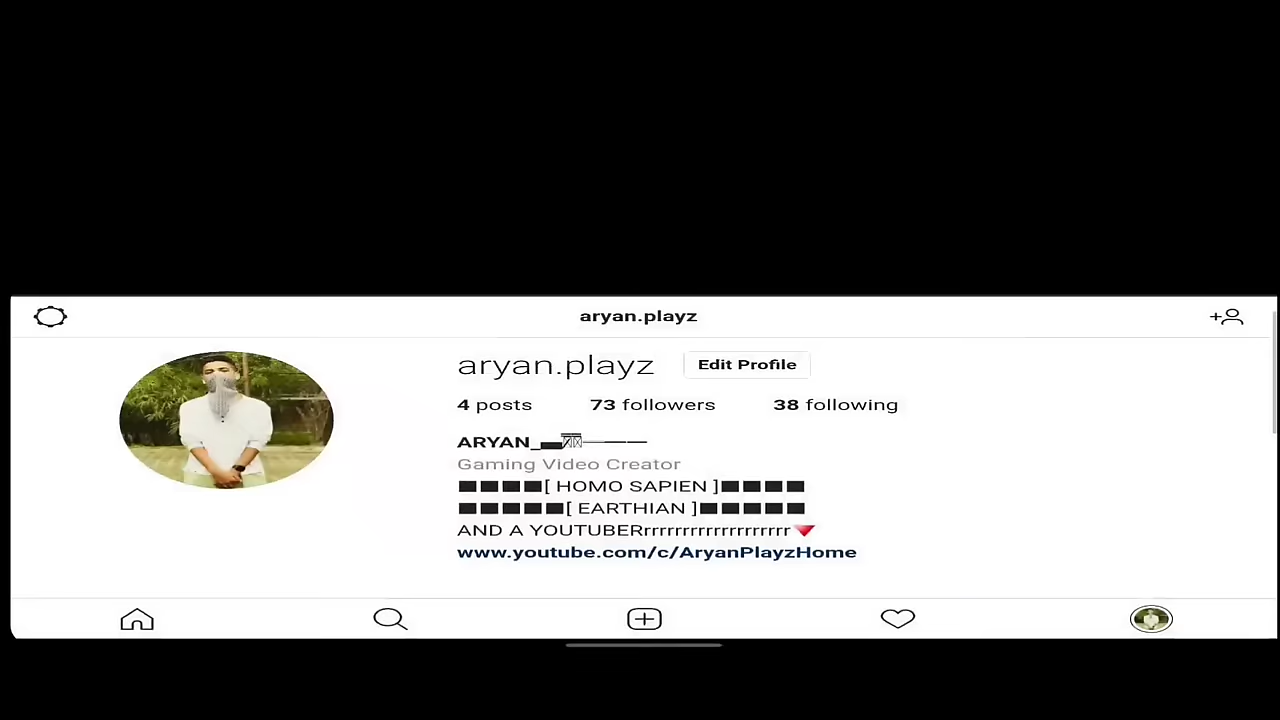 aryan.playz
aryan.playz Edit Profile
4 posts 73 followers 38 following
ARYAN_
Gaming Video Creator
■■■■[ HOMO SAPIEN ]■■■■
■■■■■[ EARTHIAN ]■■■■■
AND A YOUTUBERrrrrrrrrrrrrrrrrrrr🔻
www.youtube.com/c/AryanPlayzHome